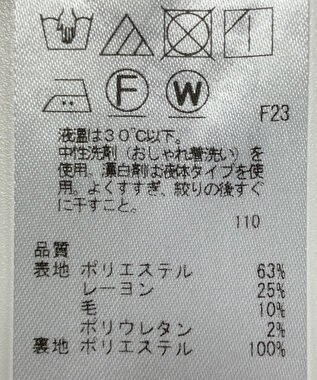 F W
F23
液温は30℃以下。
中性洗剤(おしゃれ着洗い)を
使用。漂白剤は液体タイプを使
用。よくすすぎ、絞りの後すぐ
に干すこと。
110
品質
表地 ポリエステル 63%
レーヨン 25%
毛 10%
ポリウレタン 2%
裏地 ポリエステル 100%